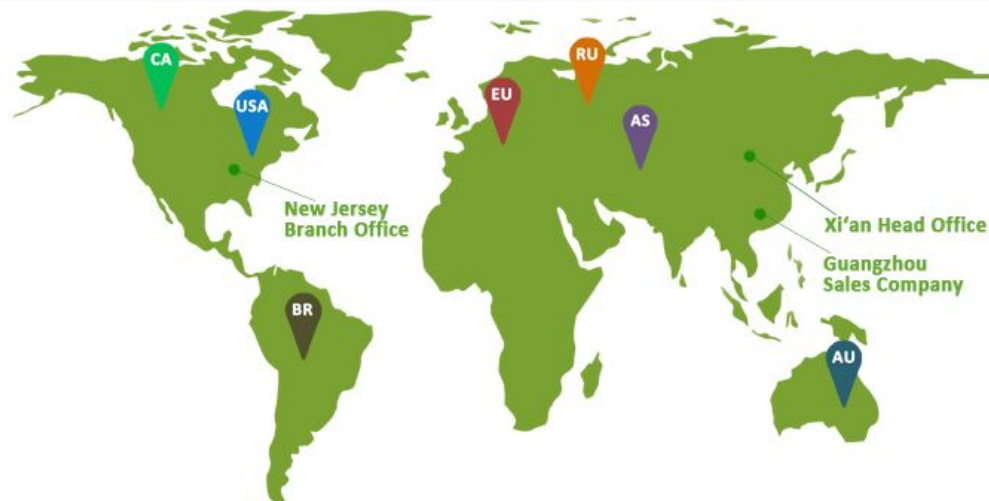 CA
RU
USA
EU
AS
New Jersey
Branch Office
Xi‘an Head Office
Guangzhou
Sales Company
BR
AU